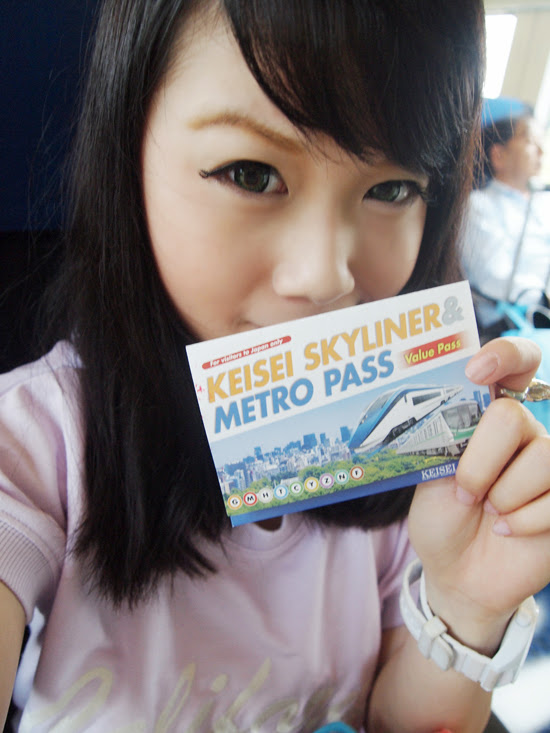 For visitors to Japan only
KEISEI SKYLINER &
METRO PASS
Value Pass
G M H T C Y Z N F
KEISEI